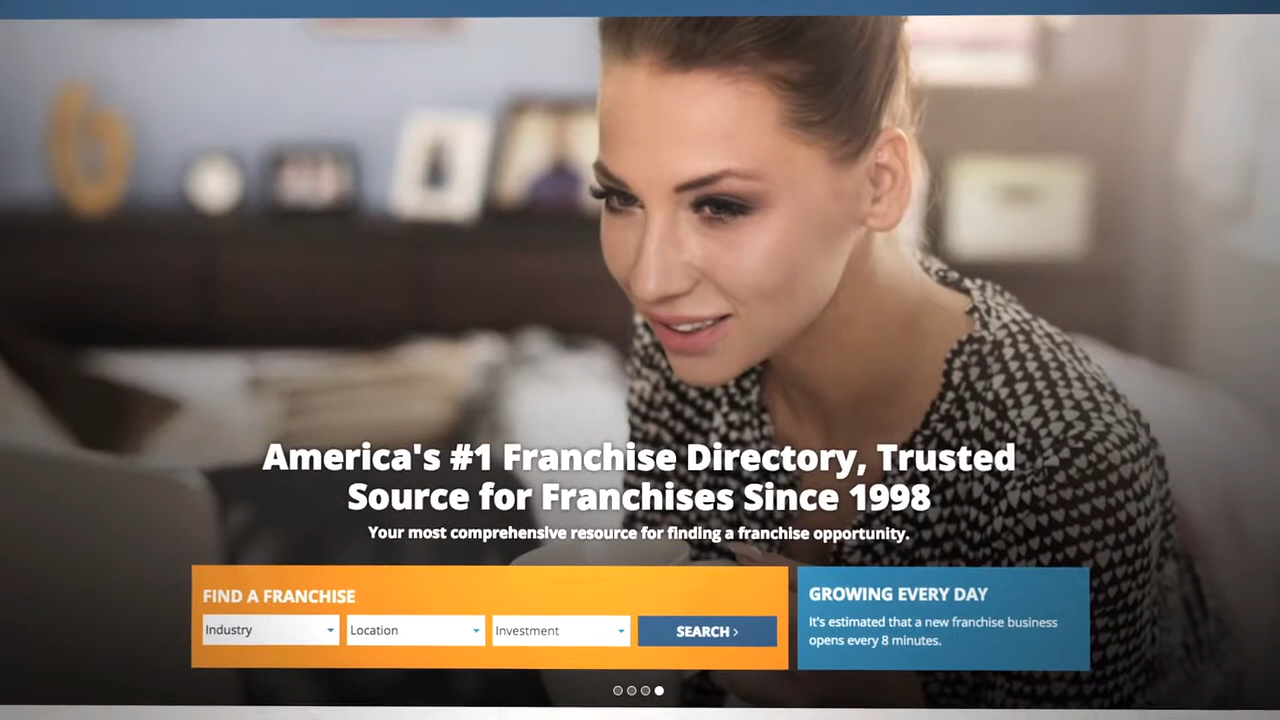 America's #1 Franchise Directory, Trusted
Source for Franchises Since 1998
Your most comprehensive resource for finding a franchise opportunity.
FIND A FRANCHISE
Industry
Location
Investment
SEARCH ›
GROWING EVERY DAY
It's estimated that a new franchise business
opens every 8 minutes.